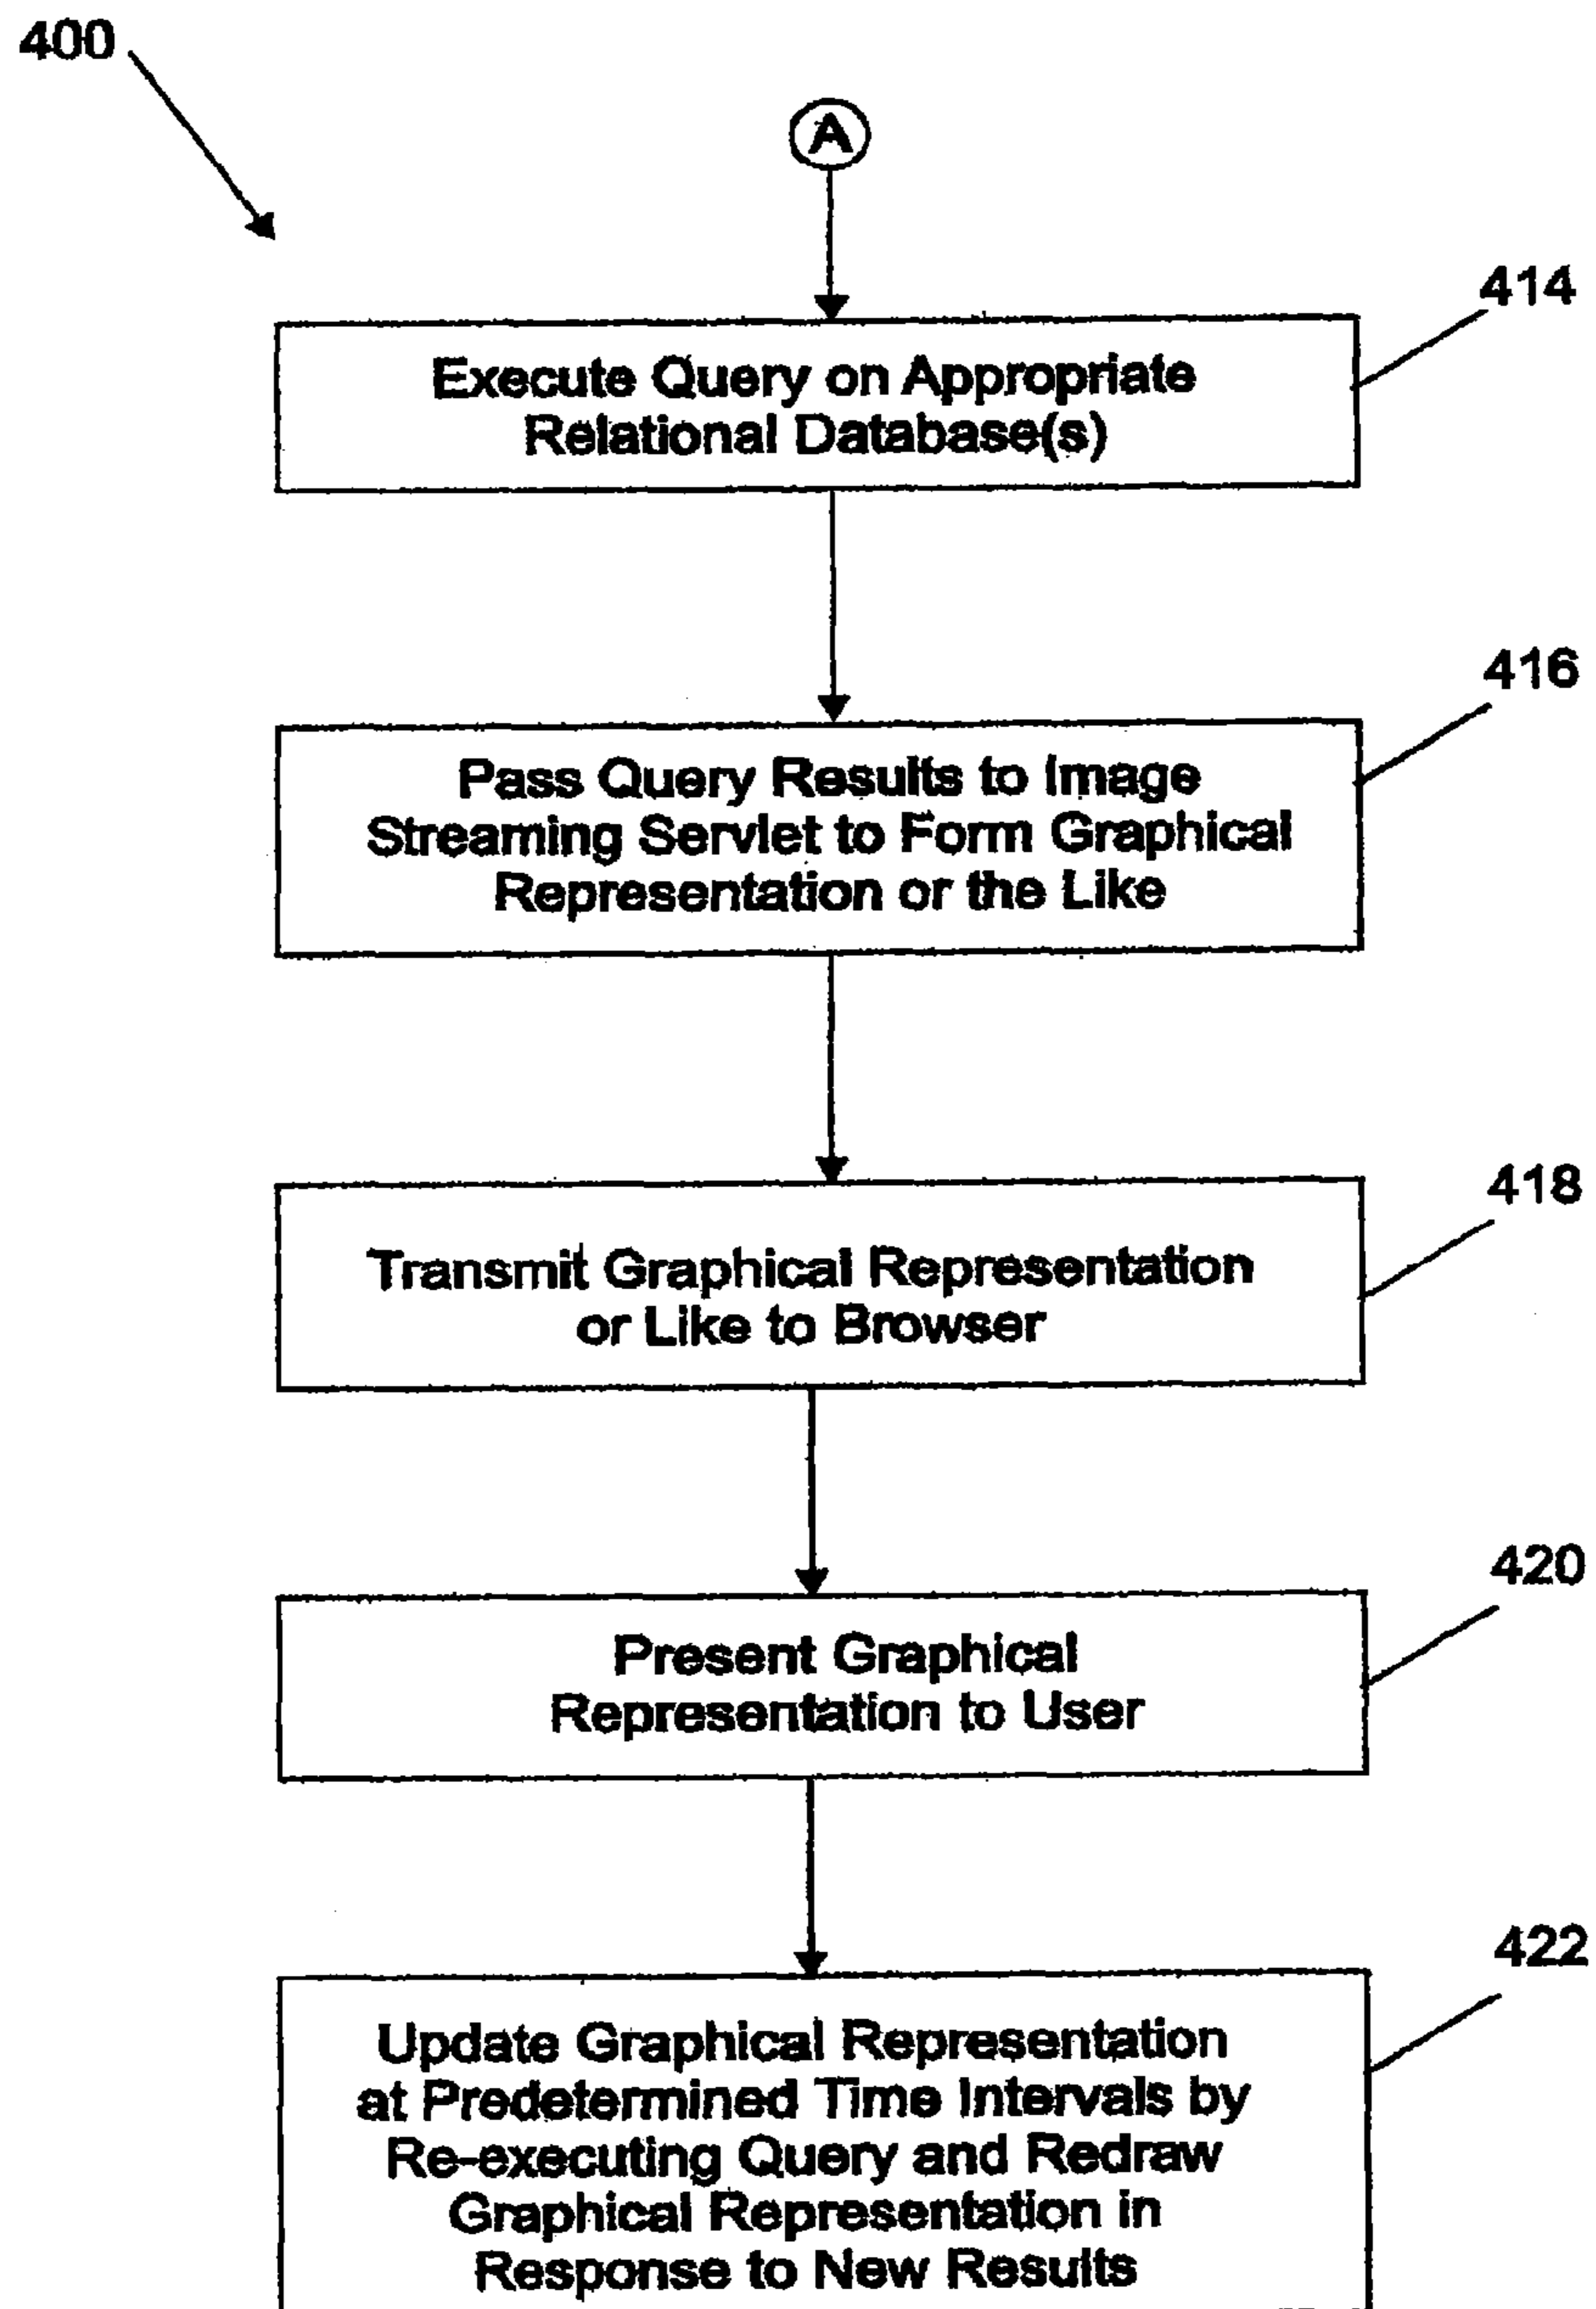 400
A
414
Execute Query on Appropriate
Relational Database(s)
416
Pass Query Results to Image
Streaming Servlet to Form Graphical
Representation or the Like
418
Transmit Graphical Representation
or Like to Browser
420
Present Graphical
Representation to User
422
Update Graphical Representation
at Predetermined Time Intervals by
Re-executing Query and Redraw
Graphical Representation in
Response to New Results